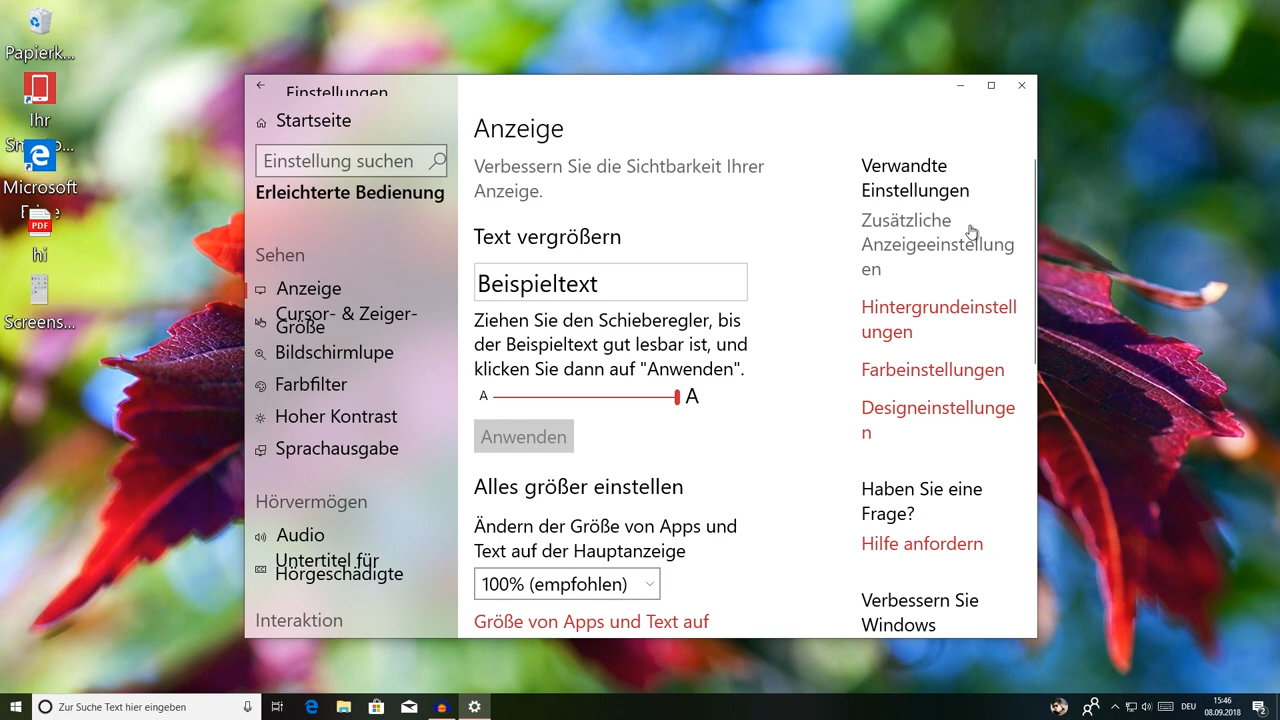 Papierk...
Ihr
Sm...o...
Microsoft
Edge
PDF
hi
Screens...
Einstellungen
Startseite
Einstellung suchen
Erleichterte Bedienung
Sehen
Anzeige
Cursor- & Zeiger-
Größe
Bildschirmlupe
Farbfilter
Hoher Kontrast
Sprachausgabe
Hörvermögen
Audio
Untertitel für
Hörgeschädigte
Interaktion
Anzeige
Verbessern Sie die Sichtbarkeit Ihrer
Anzeige.
Text vergrößern
Beispieltext
Ziehen Sie den Schieberegler, bis
der Beispieltext gut lesbar ist, und
klicken Sie dann auf "Anwenden".
A A
Anwenden
Alles größer einstellen
Ändern der Größe von Apps und
Text auf der Hauptanzeige
100% (empfohlen)
Größe von Apps und Text auf
Verwandte
Einstellungen
Zusätzliche
Anzeigeeinstellung
en
Hintergrundeinstell
ungen
Farbeinstellungen
Designeinstellunge
n
Haben Sie eine
Frage?
Hilfe anfordern
Verbessern Sie
Windows
Zur Suche Text hier eingeben
DEU
15:46
08.09.2018
2